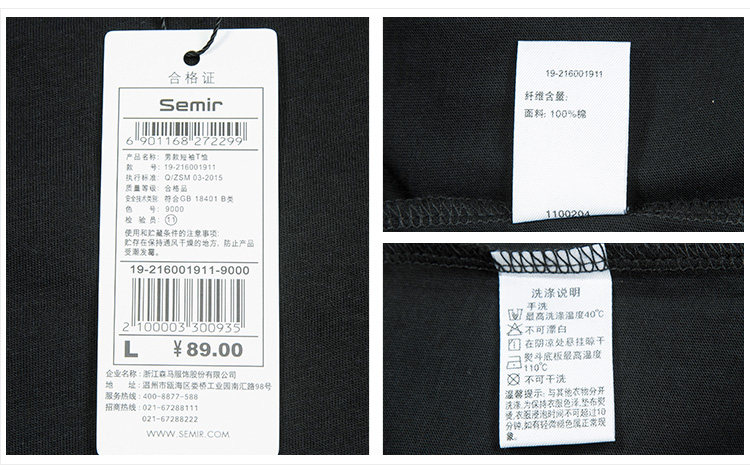 合格证
Semir
6 901168 272299
产品名称: 男款短袖T恤
款 号: 19-216001911
执行标准: Q/ZSM 03-2015
质量等级: 合格品
安全技术类别: 符合GB 18401 B类
色 号: 9000
检 验 员: 11
使用和贮藏条件的注意事项:
贮存在保持通风干燥的地方, 防止产品
受潮发霉。
19-216001911-9000
2 100003 300935
L ¥89.00
企业名称: 浙江森马服饰股份有限公司
地 址: 温州市瓯海区娄桥工业园南汇路98号
服务热线: 400-8877-588
招商热线: 021-67288111
021-67288222
WWW.SEMIR.COM
19-216001911
纤维含量:
面料: 100%棉
1100204
洗涤说明
手洗
最高洗涤温度40℃
不可漂白
在阴凉处悬挂晾干
熨斗底板最高温度
110℃
不可干洗
温馨提示: 与其他衣物分开
洗涤, 为保持衣服色泽, 垫布熨
烫, 衣服浸泡时间不可超过10
分钟, 如有轻微褪色属正常现
象。